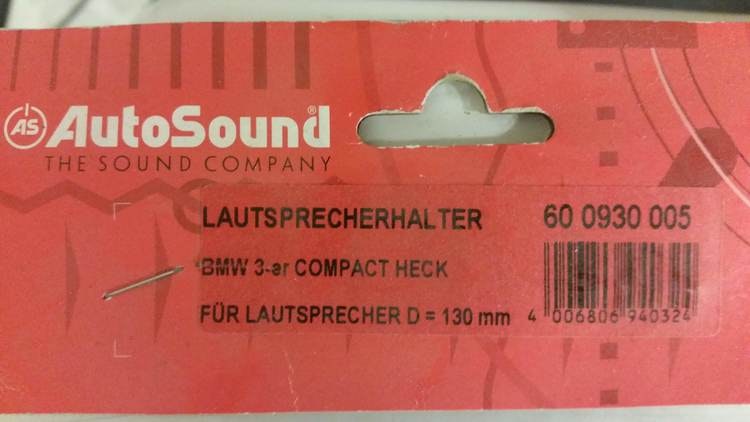 AS AutoSound®
THE SOUND COMPANY
LAUTSPRECHERHALTER 60 0930 005
BMW 3-er COMPACT HECK
FÜR LAUTSPRECHER D = 130 mm
4 006806 940324